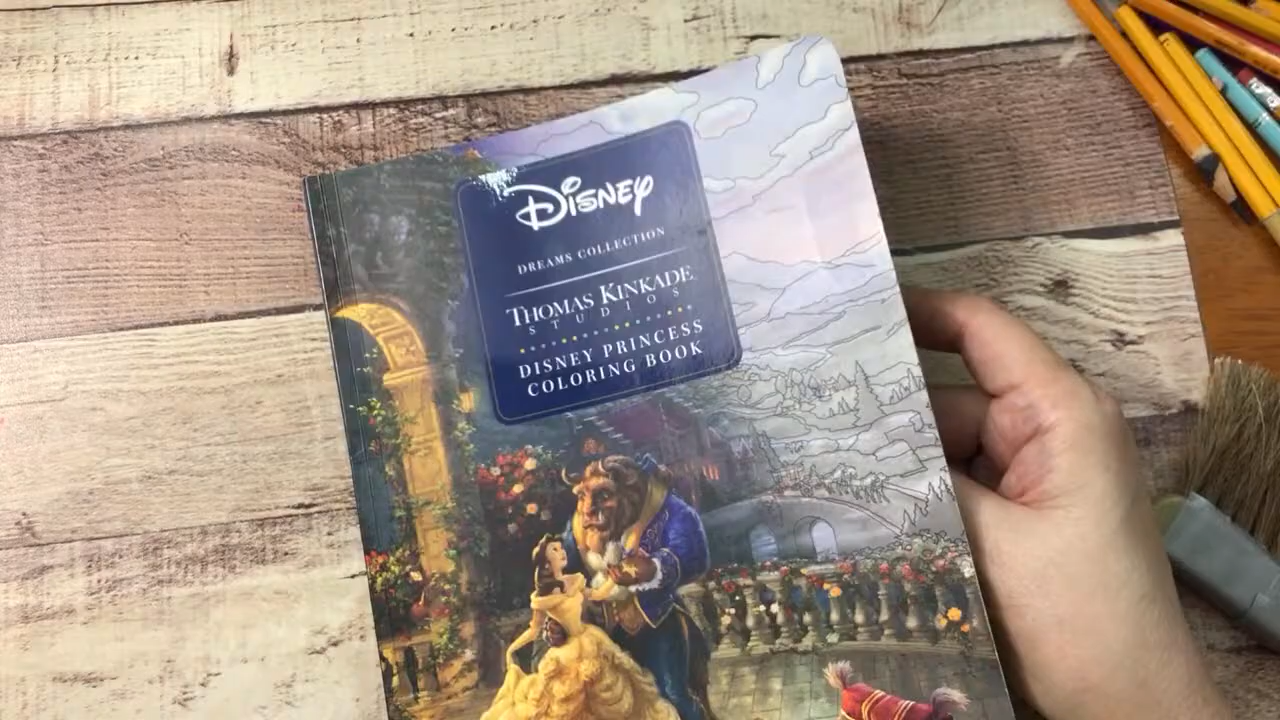 Disney
DREAMS COLLECTION
THOMAS KINKADE
STUDIOS
DISNEY PRINCESS
COLORING BOOK